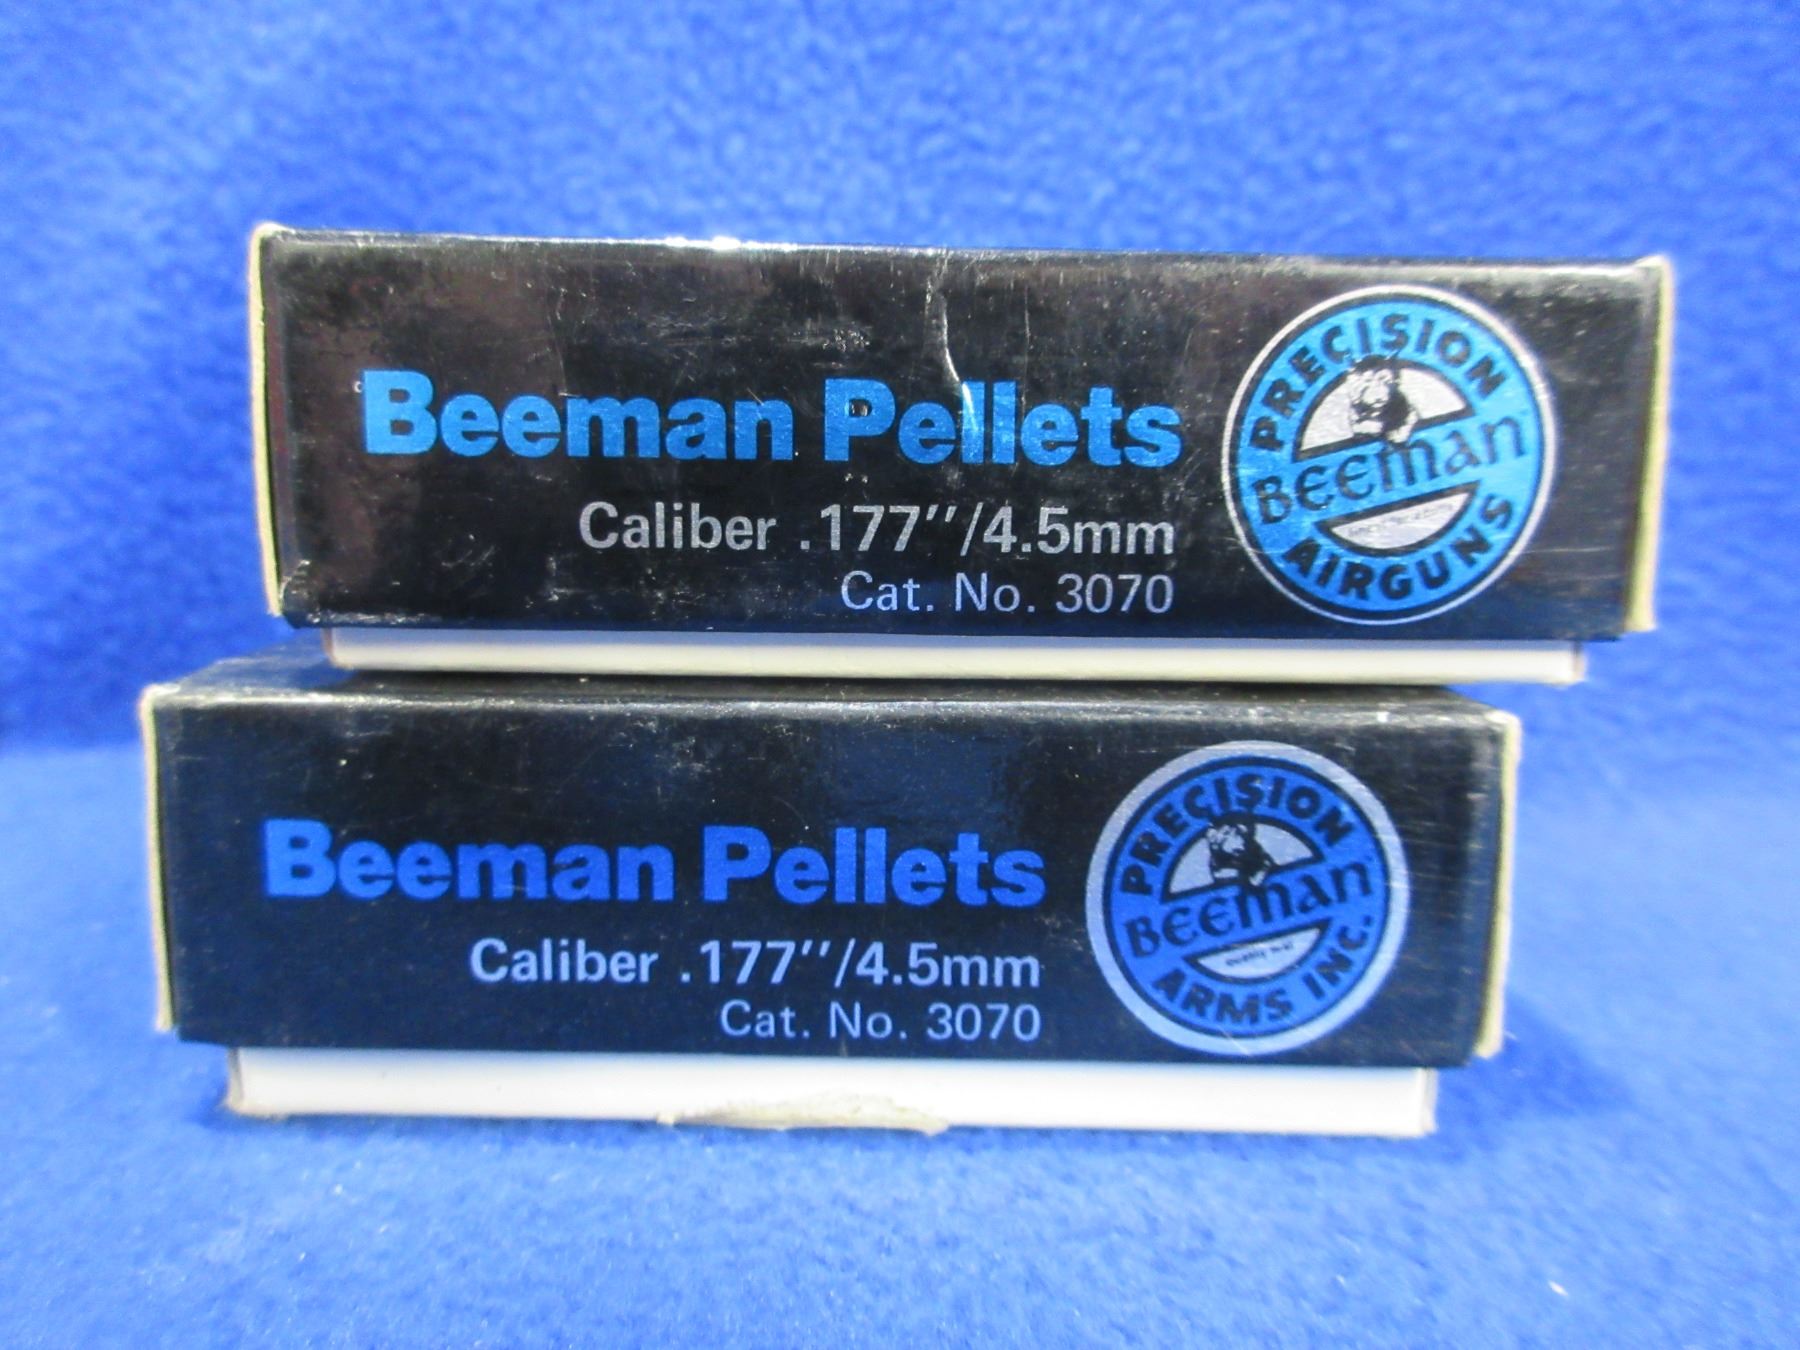 Beeman Pellets
Caliber .177"/4.5mm
Cat. No. 3070
PRECISION
BEEMAN
AIRGUNS
Beeman Pellets
Caliber .177"/4.5mm
Cat. No. 3070
PRECISION
BEEMAN
ARMS INC.